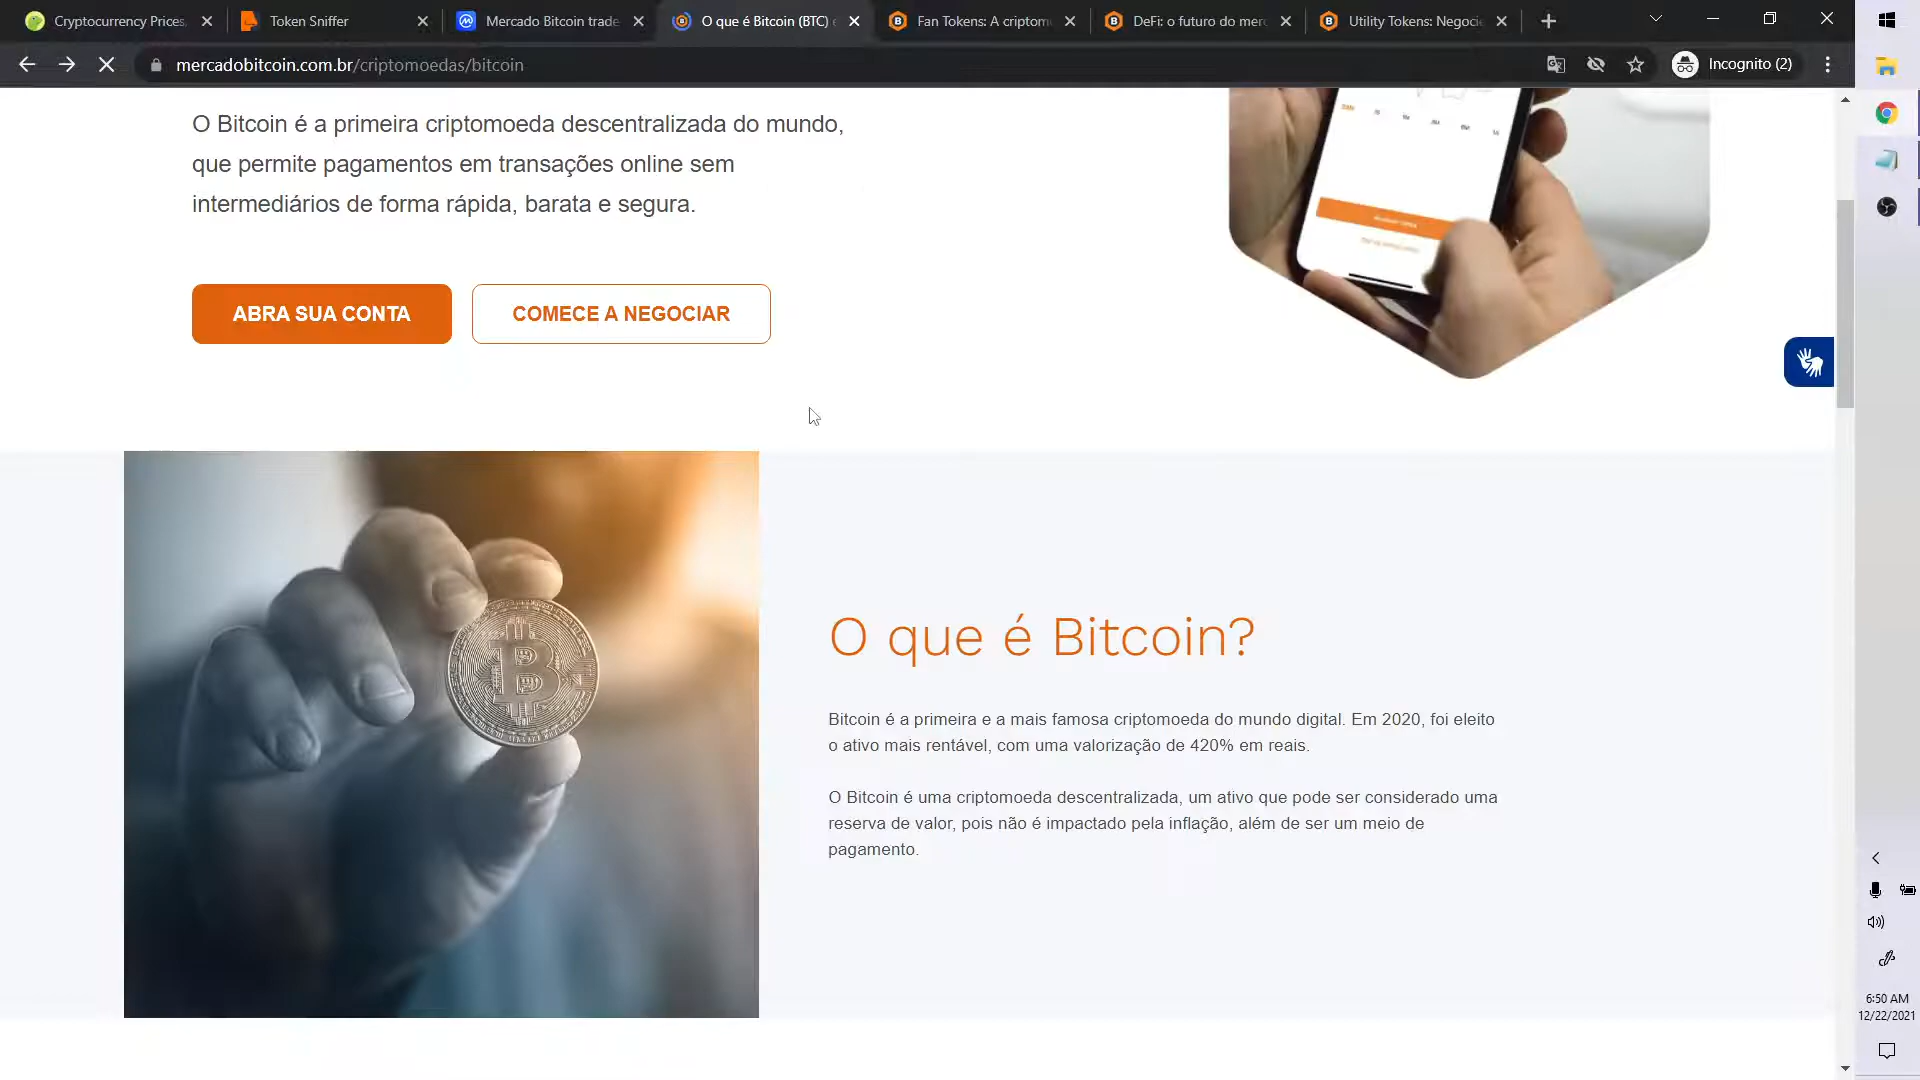 Cryptocurrency Prices,
Token Sniffer
Mercado Bitcoin trade
O que é Bitcoin (BTC) e
Fan Tokens: A criptom
DeFi: o futuro do mer
Utility Tokens: Negoci
mercadobitcoin.com.br/criptomoedas/bitcoin
Incognito (2)
O Bitcoin é a primeira criptomoeda descentralizada do mundo,
que permite pagamentos em transações online sem
intermediários de forma rápida, barata e segura.
ABRA SUA CONTA
COMECE A NEGOCIAR
O que é Bitcoin?
Bitcoin é a primeira e a mais famosa criptomoeda do mundo digital. Em 2020, foi eleito
o ativo mais rentável, com uma valorização de 420% em reais.
O Bitcoin é uma criptomoeda descentralizada, um ativo que pode ser considerado uma
reserva de valor, pois não é impactado pela inflação, além de ser um meio de
pagamento.
6:50 AM
12/22/2021